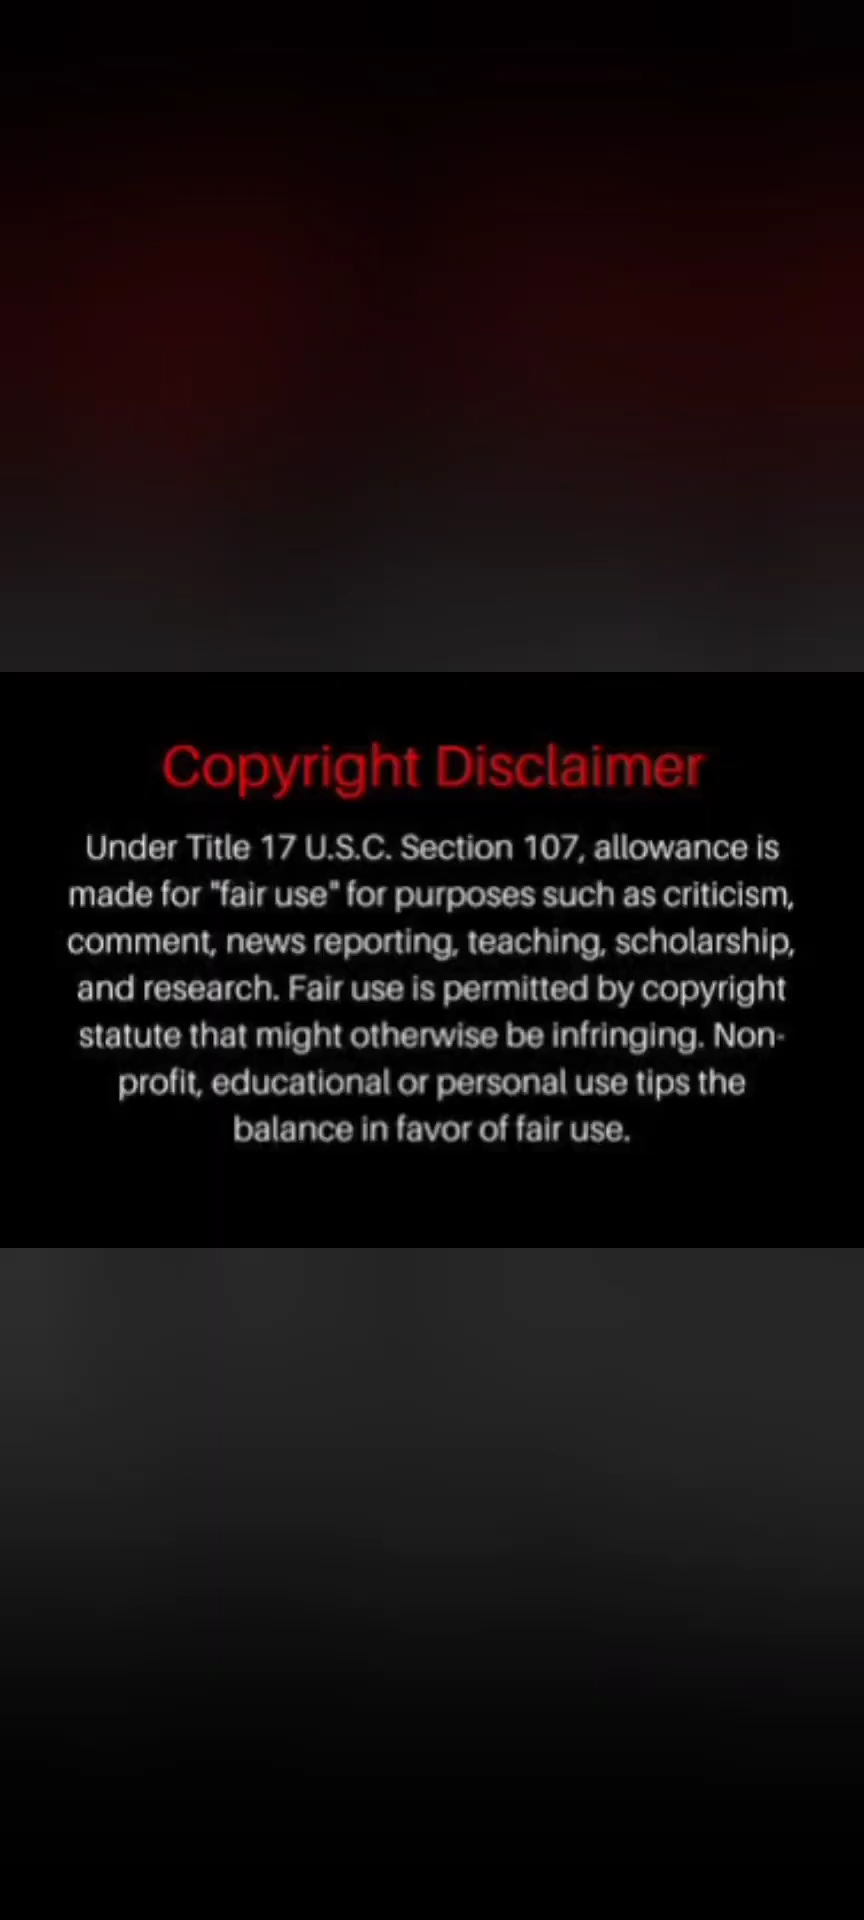 Copyright Disclaimer
Under Title 17 U.S.C. Section 107, allowance is
made for "fair use" for purposes such as criticism,
comment, news reporting, teaching, scholarship,
and research. Fair use is permitted by copyright
statute that might otherwise be infringing. Non-
profit, educational or personal use tips the
balance in favor of fair use.